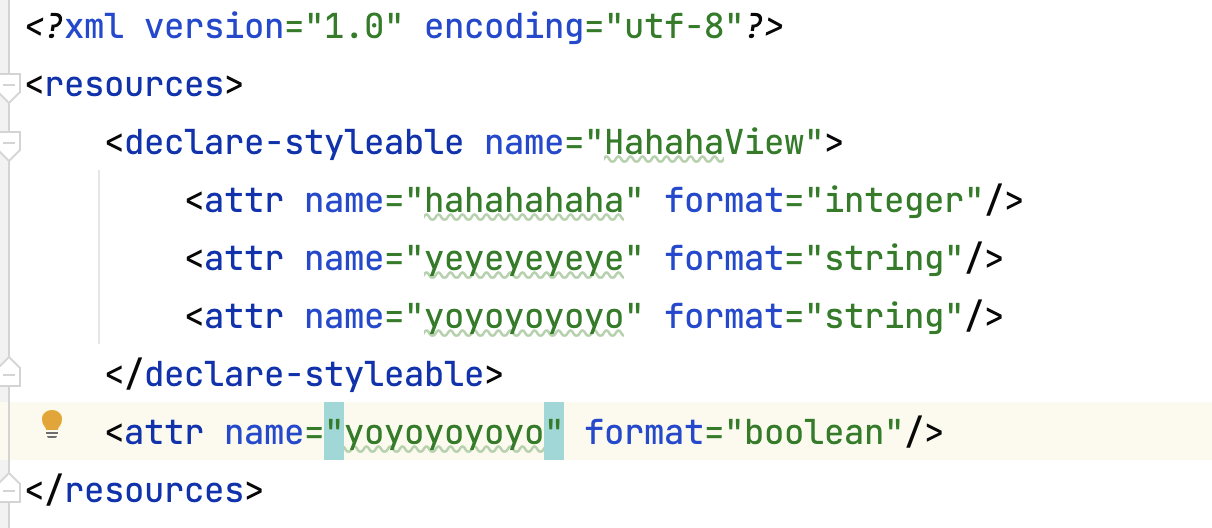 <?xml version="1.0" encoding="utf-8"?>
<resources>
    <declare-styleable name="HahahaView">
        <attr name="hahahahaha" format="integer"/>
        <attr name="yeyeyeyeye" format="string"/>
        <attr name="yoyoyoyoyo" format="string"/>
    </declare-styleable>
    <attr name="yoyoyoyoyo" format="boolean"/>
</resources>